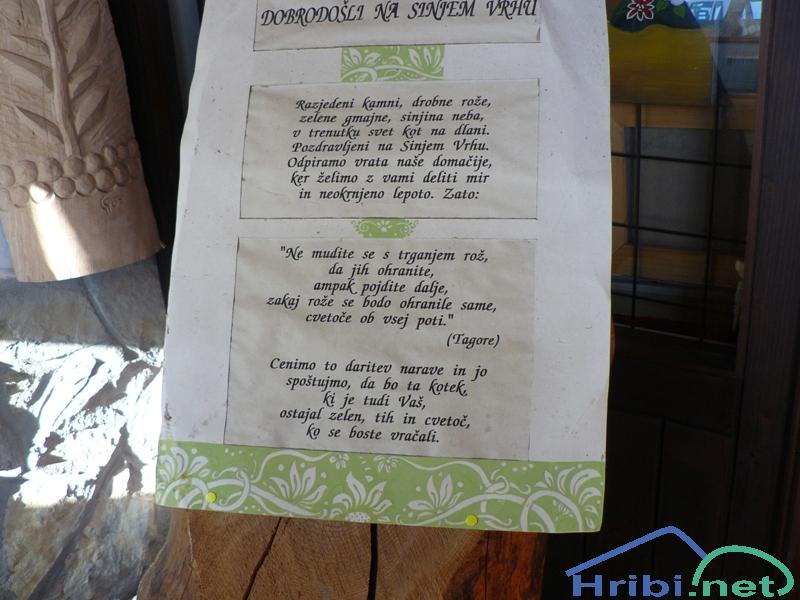 DOBRODOŠLI NA SINJEM VRHU
Razjedeni kamni, drobne rože,
zelene gmajne, sinjina neba,
v trenutku svet kot na dlani.
Pozdravljeni na Sinjem Vrhu.
Odpiramo vrata naše domačije,
ker želimo z vami deliti mir
in neokrnjeno lepoto. Zato:
"Ne mudite se s trganjem rož,
da jih ohranite,
ampak pojdite dalje,
zakaj rože se bodo ohranile same,
cvetoče ob vsej poti."
(Tagore)
Cenimo to daritev narave in jo
spoštujmo, da bo ta kotek,
ki je tudi Vaš,
ostajal zelen, tih in cvetoč,
ko se boste vračali.
Hribi.net